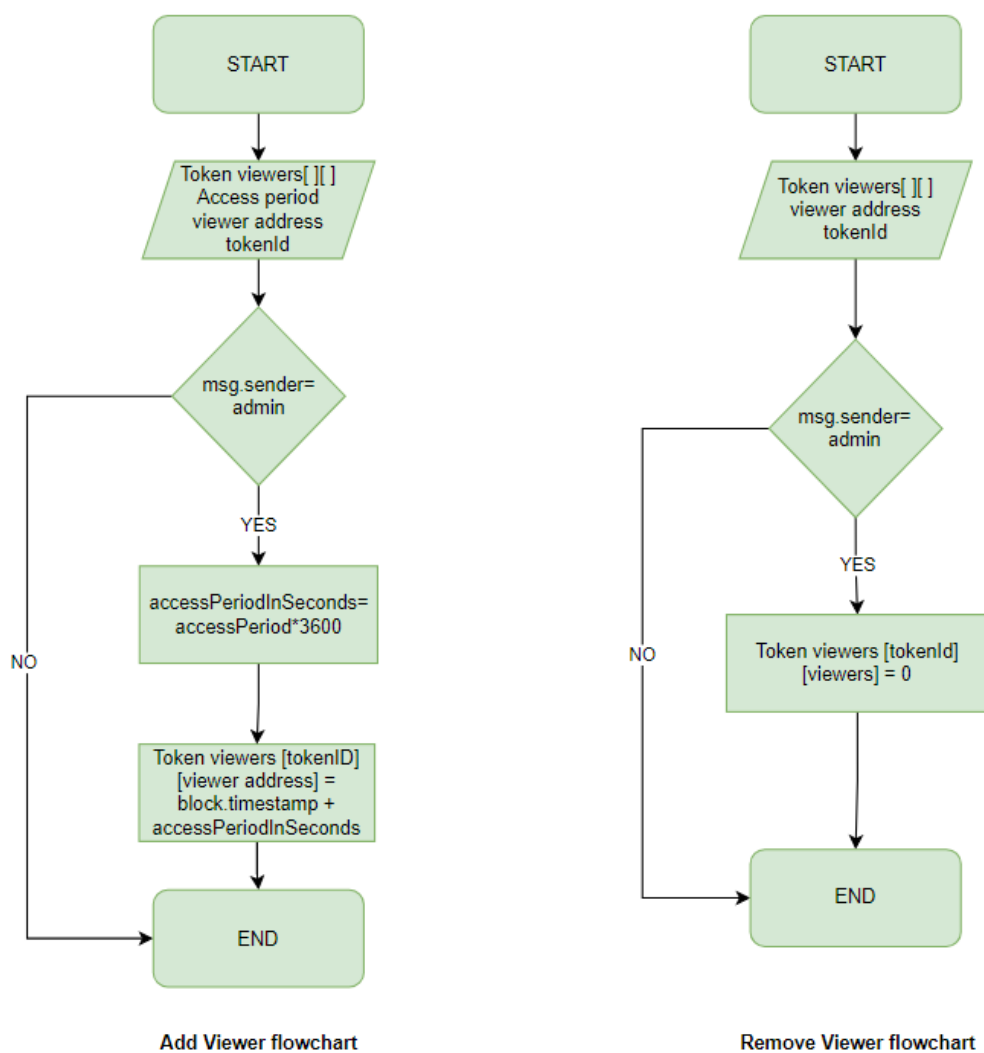 START
Token viewers[ ][ ]
Access period
viewer address
tokenId
msg.sender=
admin
YES
NO
accessPeriodInSeconds=
accessPeriod*3600
Token viewers [tokenID]
[viewer address] =
block.timestamp +
accessPeriodInSeconds
END
Add Viewer flowchart
START
Token viewers[ ][ ]
viewer address
tokenId
msg.sender=
admin
YES
NO
Token viewers [tokenId]
[viewers] = 0
END
Remove Viewer flowchart